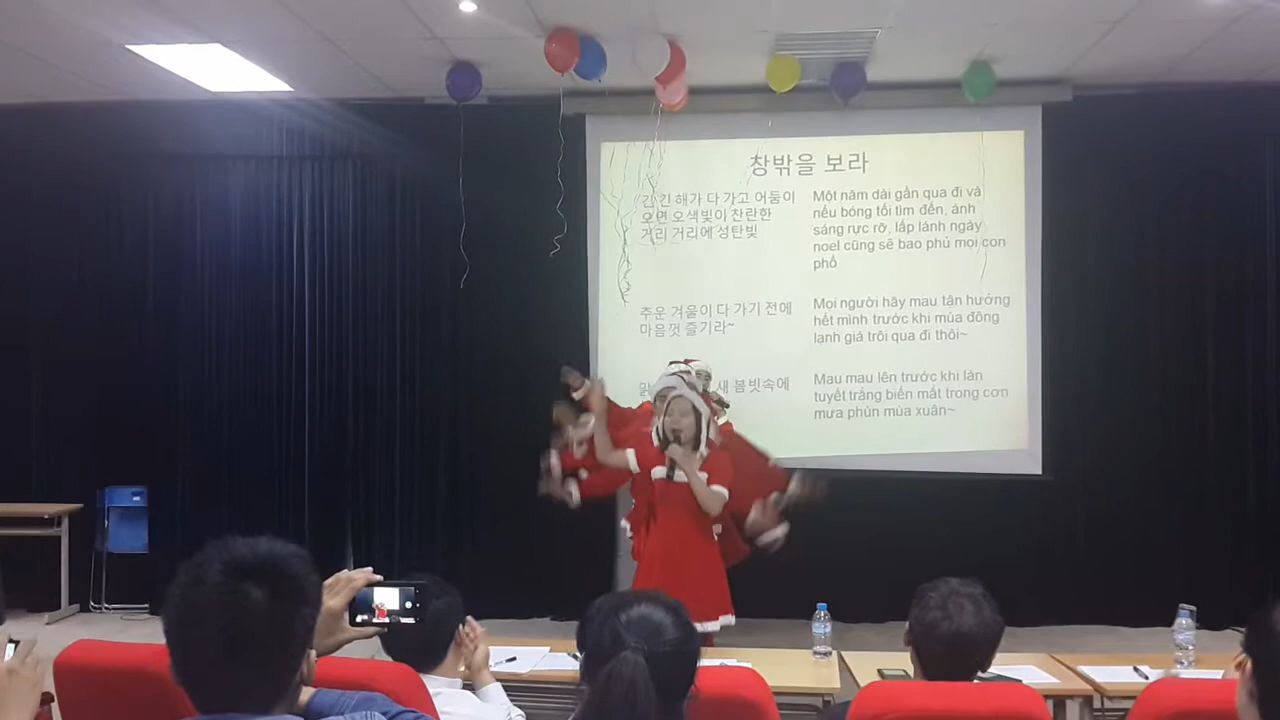 창밖을 보라
긴 긴 해가 다 가고 어둠이
오면 오색빛이 찬란한
거리 거리에 성탄빛
추운 겨울이 다 가기 전에
마음껏 즐기라~
맑 새 봄빗속에
Một năm dài gần qua đi và
nếu bóng tối tìm đến, ánh
sáng rực rỡ, lấp lánh ngày
noel cũng sẽ bao phủ mọi con
phố
Mọi người hãy mau tận hưởng
hết mình trước khi mùa đông
lạnh giá trôi qua đi thôi~
Mau mau lên trước khi làn
tuyết trắng biến mất trong cơn
mưa phùn mùa xuân~